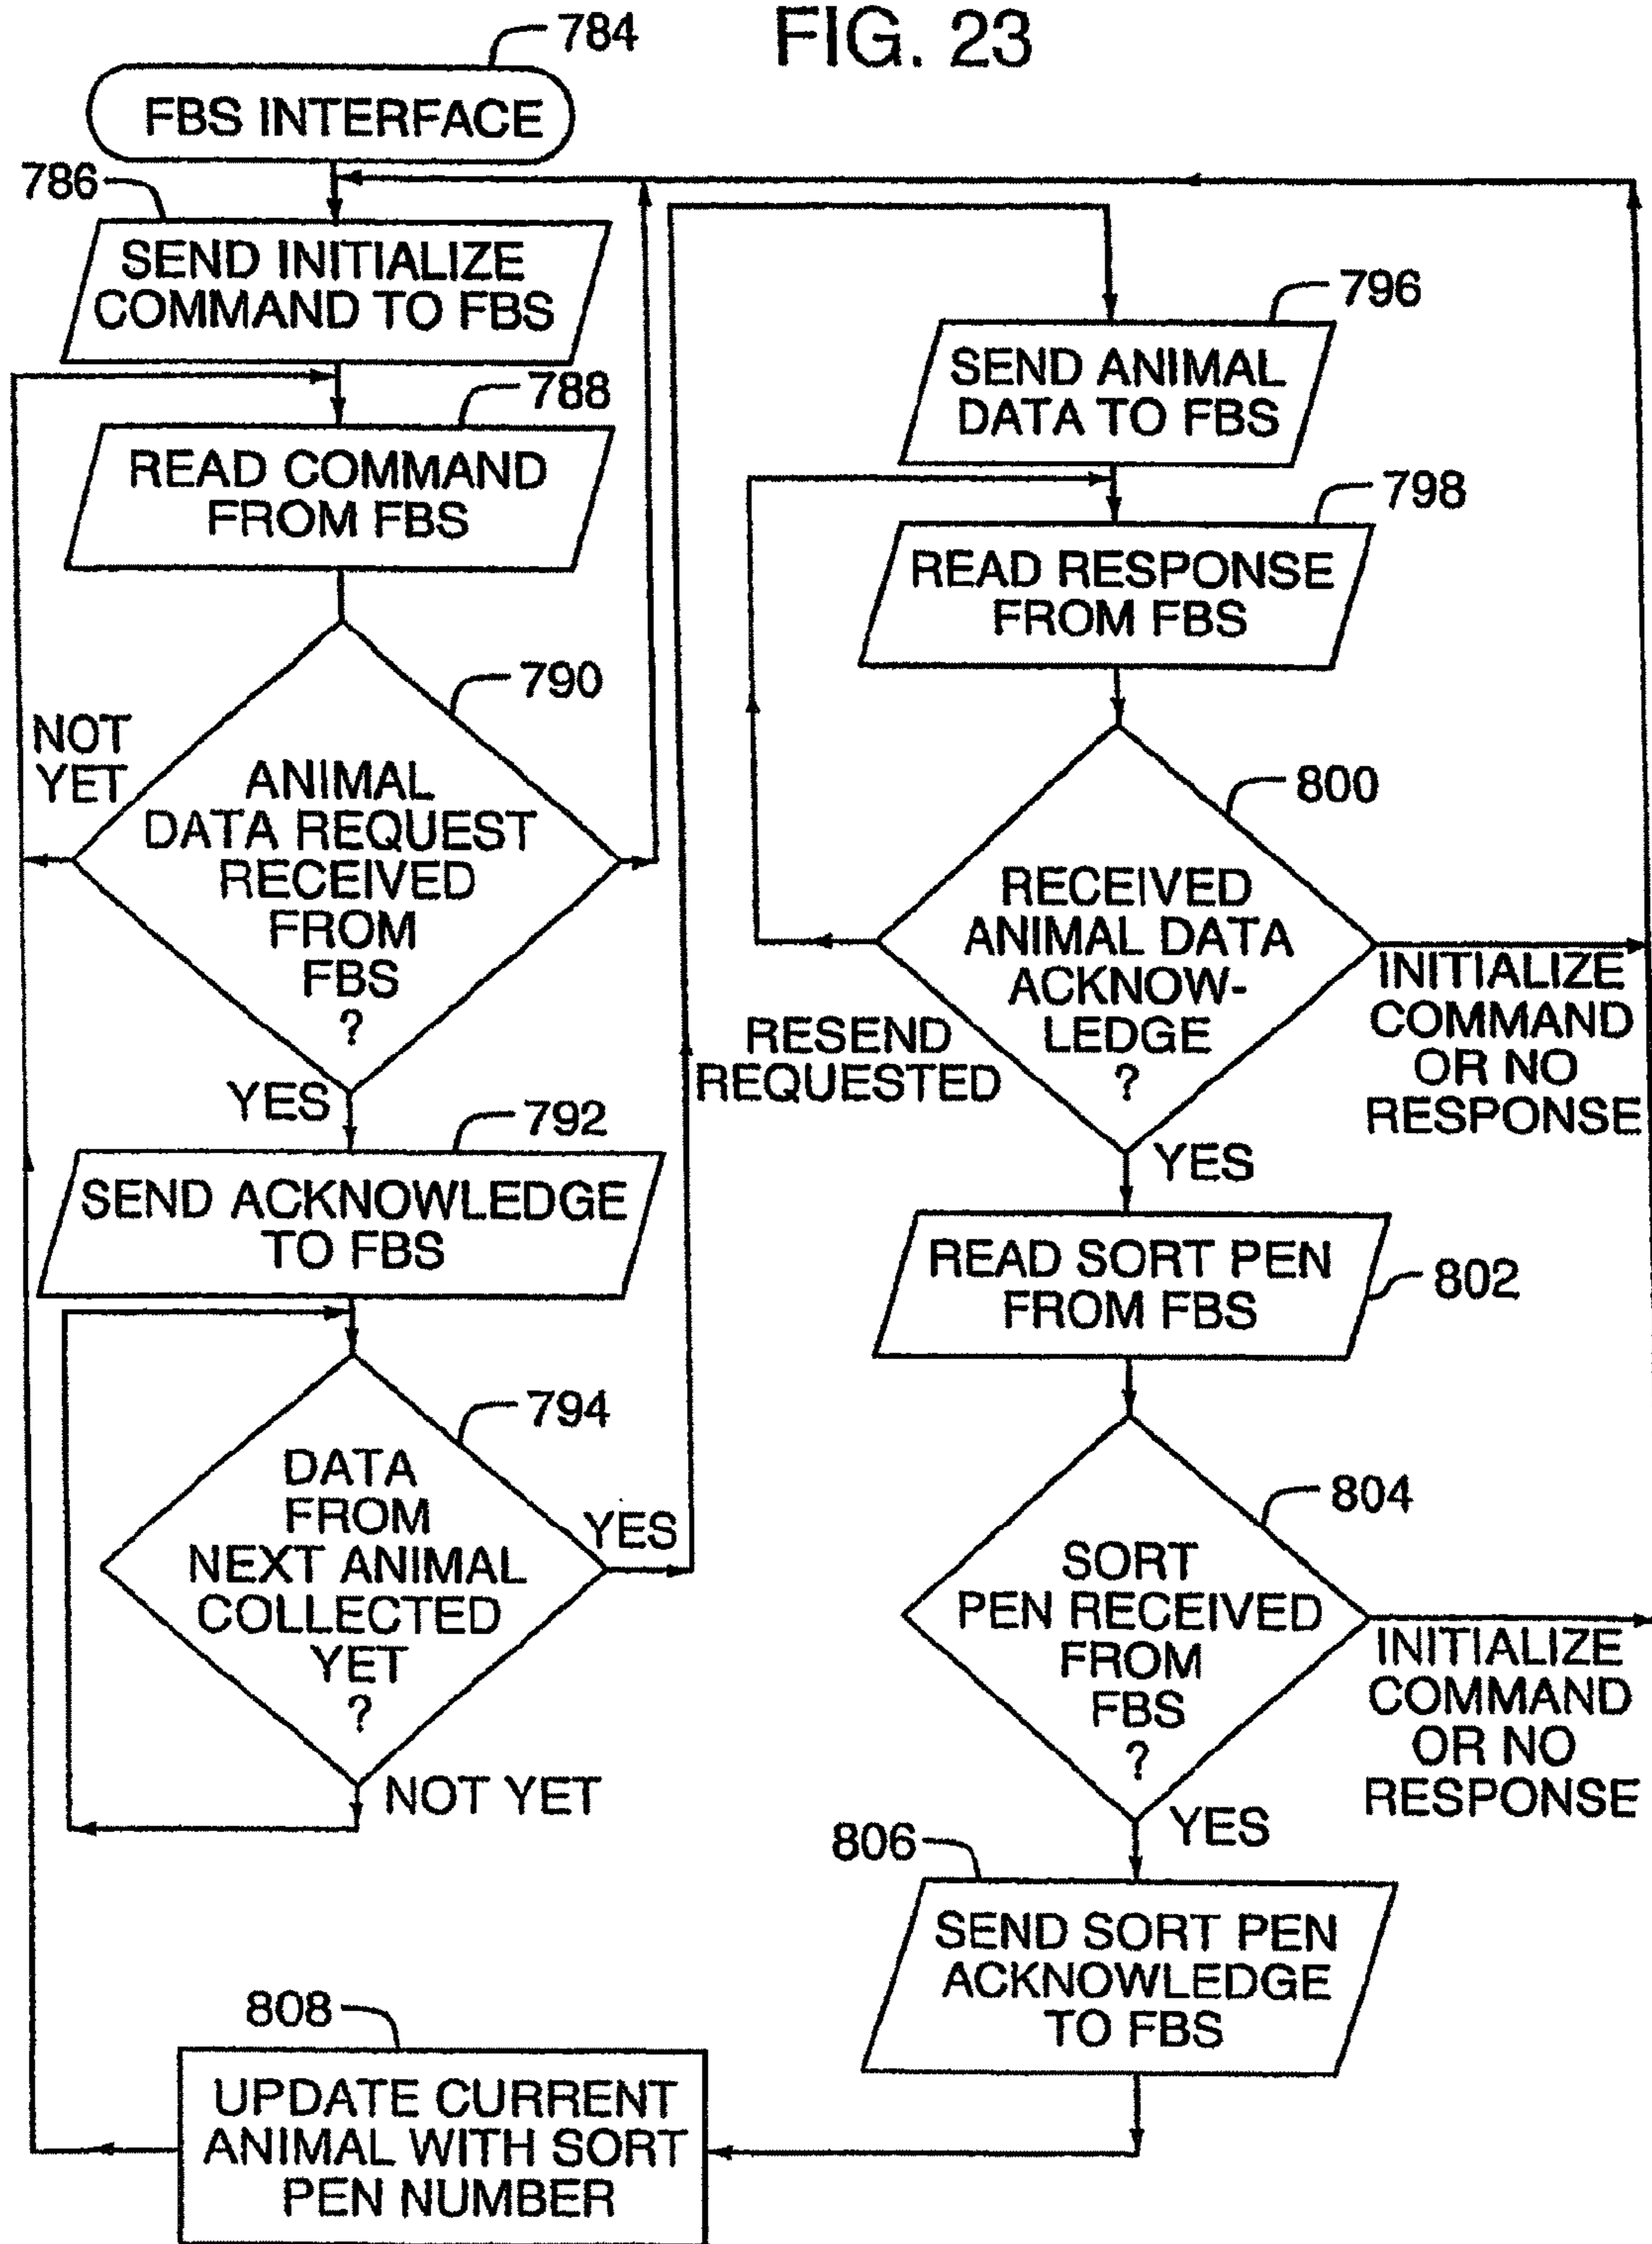 FIG. 23
784
FBS INTERFACE
786
SEND INITIALIZE
COMMAND TO FBS
788
READ COMMAND
FROM FBS
790
NOT
YET
ANIMAL
DATA REQUEST
RECEIVED
FROM
FBS
?
YES
792
SEND ACKNOWLEDGE
TO FBS
794
DATA
FROM
NEXT ANIMAL
COLLECTED
YET
?
YES
NOT YET
796
SEND ANIMAL
DATA TO FBS
798
READ RESPONSE
FROM FBS
800
RECEIVED
ANIMAL DATA
ACKNOW-
LEDGE
?
RESEND
REQUESTED
INITIALIZE
COMMAND
OR NO
RESPONSE
YES
READ SORT PEN
FROM FBS
802
804
SORT
PEN RECEIVED
FROM
FBS
?
INITIALIZE
COMMAND
OR NO
RESPONSE
YES
806
SEND SORT PEN
ACKNOWLEDGE
TO FBS
808
UPDATE CURRENT
ANIMAL WITH SORT
PEN NUMBER